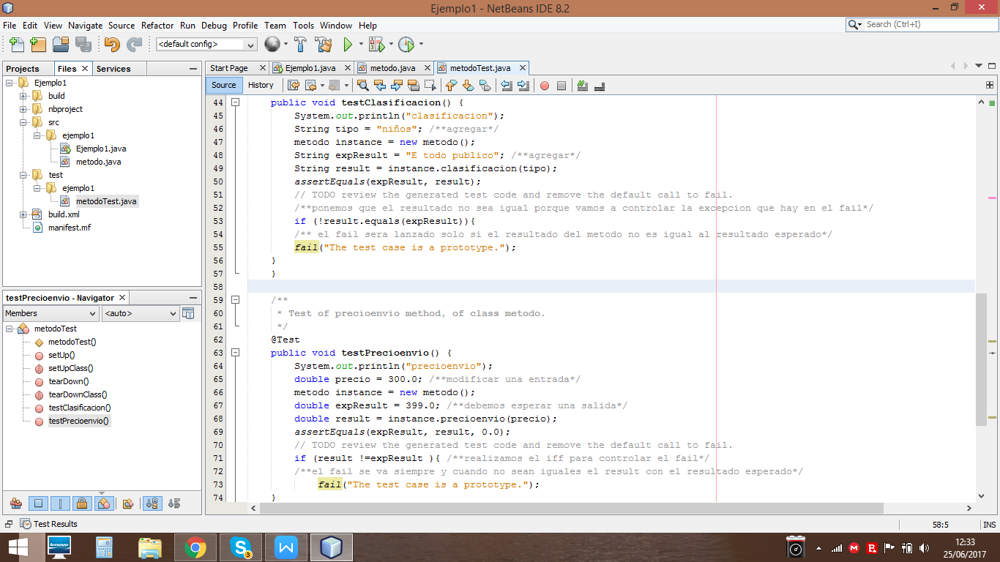 Ejemplo1 - NetBeans IDE 8.2
File Edit View Navigate Source Refactor Run Debug Profile Team Tools Window Help
Search (Ctrl+I)
<default config>
Projects Files Services
Ejemplo1
build
nbproject
src
ejemplo1
Ejemplo1.java
metodo.java
test
ejemplo1
metodoTest.java
build.xml
manifest.mf
testPrecioenvio - Navigator
Members <auto>
metodoTest
metodoTest()
setUp()
setUpClass()
tearDown()
tearDownClass()
testClasificacion()
testPrecioenvio()
Start Page Ejemplo1.java metodo.java metodoTest.java
Source History
44 public void testClasificacion() {
45 System.out.println("clasificacion");
46 String tipo = "niños"; /**agregar*/
47 metodo instance = new metodo();
48 String expResult = "E todo publico"; /**agregar*/
49 String result = instance.clasificacion(tipo);
50 assertEquals(expResult, result);
51 // TODO review the generated test code and remove the default call to fail.
52 /**ponemos que el resultado no sea igual porque vamos a controlar la excepcion que hay en el fail*/
53 if (!result.equals(expResult)){
54 /** el fail sera lanzado solo si el resultado del metodo no es igual al resultado esperado*/
55 fail("The test case is a prototype.");
56 }
57 }
58
59 /**
60 * Test of precioenvio method, of class metodo.
61 */
62 @Test
63 public void testPrecioenvio() {
64 System.out.println("precioenvio");
65 double precio = 300.0; /**modificar una entrada*/
66 metodo instance = new metodo();
67 double expResult = 399.0; /**debemos esperar una salida*/
68 double result = instance.precioenvio(precio);
69 assertEquals(expResult, result, 0.0);
70 // TODO review the generated test code and remove the default call to fail.
71 if (result !=expResult ){ /**realizamos el iff para controlar el fail*/
72 /**el fail se va siempre y cuando no sean iguales el result con el resultado esperado*/
73 fail("The test case is a prototype.");
74 }
Test Results
58:5 INS
lenovo
3
12:33
25/06/2017